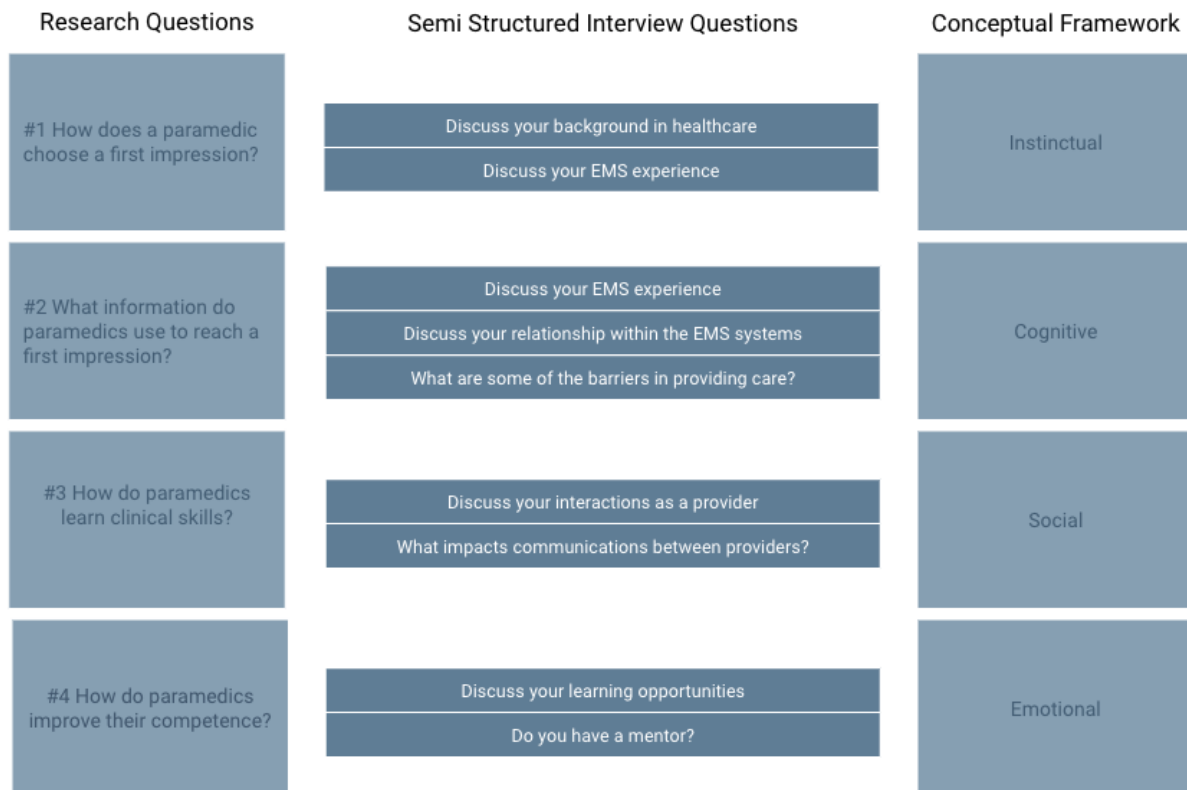 Research Questions
Semi Structured Interview Questions
Conceptual Framework
#1 How does a paramedic
choose a first impression?
Discuss your background in healthcare
Discuss your EMS experience
Instinctual
#2 What information do
paramedics use to reach a
first impression?
Discuss your EMS experience
Discuss your relationship within the EMS systems
What are some of the barriers in providing care?
Cognitive
#3 How do paramedics
learn clinical skills?
Discuss your interactions as a provider
What impacts communications between providers?
Social
#4 How do paramedics
improve their competence?
Discuss your learning opportunities
Do you have a mentor?
Emotional